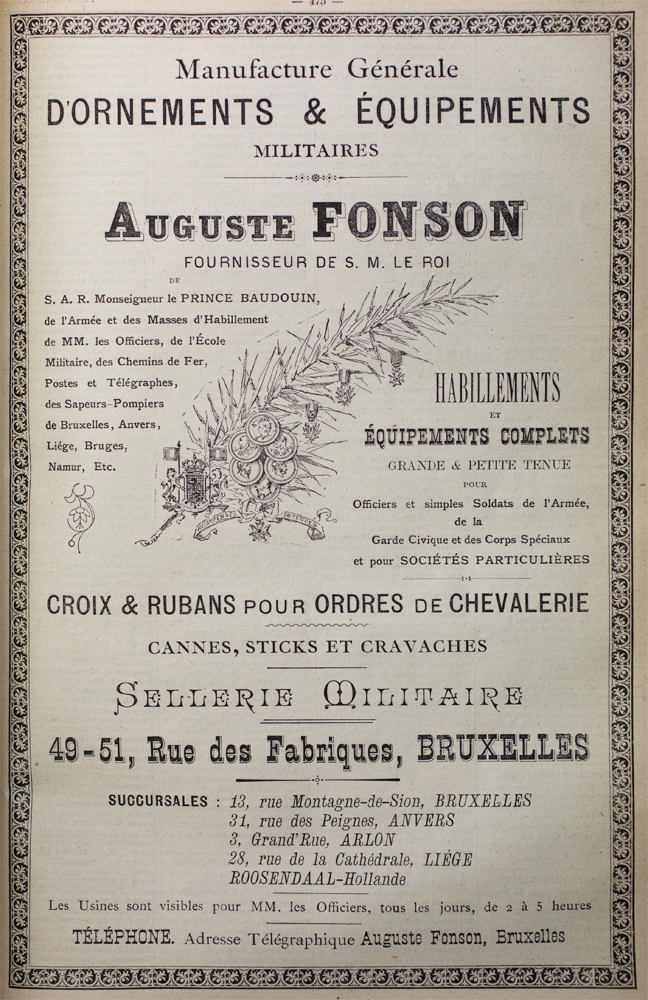 — 475 —
Manufacture Générale
D'ORNEMENTS & ÉQUIPEMENTS
MILITAIRES
AUGUSTE FONSON
FOURNISSEUR DE S. M. LE ROI
DE
S. A. R. Monseigneur le PRINCE BAUDOUIN,
de l'Armée et des Masses d'Habillement
de MM. les Officiers, de l'École
Militaire, des Chemins de Fer,
Postes et Télégraphes,
des Sapeurs-Pompiers
de Bruxelles, Anvers,
Liége, Bruges,
Namur, Etc.
HABILLEMENTS
ET
ÉQUIPEMENTS COMPLETS
GRANDE & PETITE TENUE
POUR
Officiers et simples Soldats de l'Armée,
de la
Garde Civique et des Corps Spéciaux
et pour SOCIÉTÉS PARTICULIÈRES
CROIX & RUBANS POUR ORDRES DE CHEVALERIE
CANNES, STICKS ET CRAVACHES
SELLERIE MILITAIRE
49-51, Rue des Fabriques, BRUXELLES
SUCCURSALES : 13, rue Montagne-de-Sion, BRUXELLES
31, rue des Peignes, ANVERS
3, Grand'Rue, ARLON
28, rue de la Cathédrale, LIÉGE
ROOSENDAAL-Hollande
Les Usines sont visibles pour MM. les Officiers, tous les jours, de 2 à 5 heures
TÉLÉPHONE. Adresse Télégraphique Auguste Fonson, Bruxelles